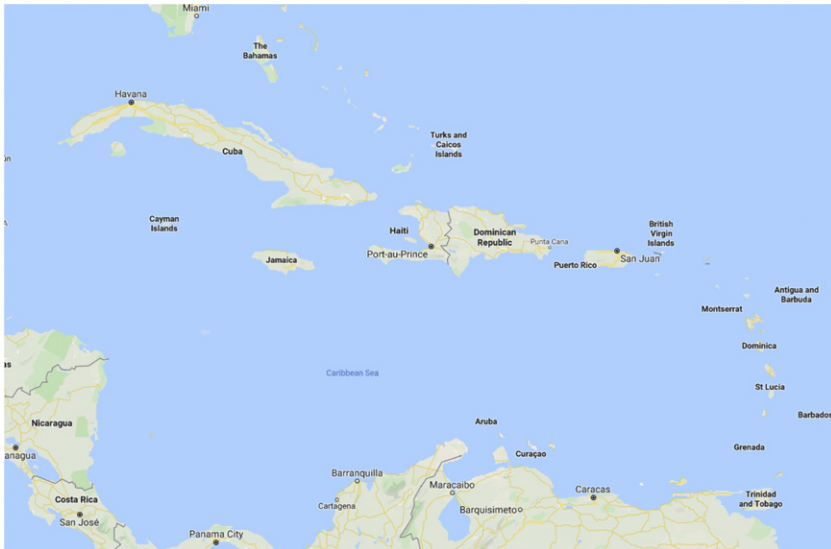 Miami
The
Bahamas
Havana
Turks and
Caicos
Islands
Cuba
Cayman
Islands
British
Virgin
Islands
Haiti
Dominican
Republic
Punta Cana
Port-au-Prince
Jamaica
San Juan
Puerto Rico
Antigua and
Barbuda
Montserrat
Dominica
as
Caribbean Sea
St Lucia
Barbados
Nicaragua
Aruba
Grenada
anagua
Curaçao
Barranquilla
Maracaibo
Caracas
Costa Rica
Cartagena
Barquisimeto
Trinidad
and Tobago
San José
Panama City